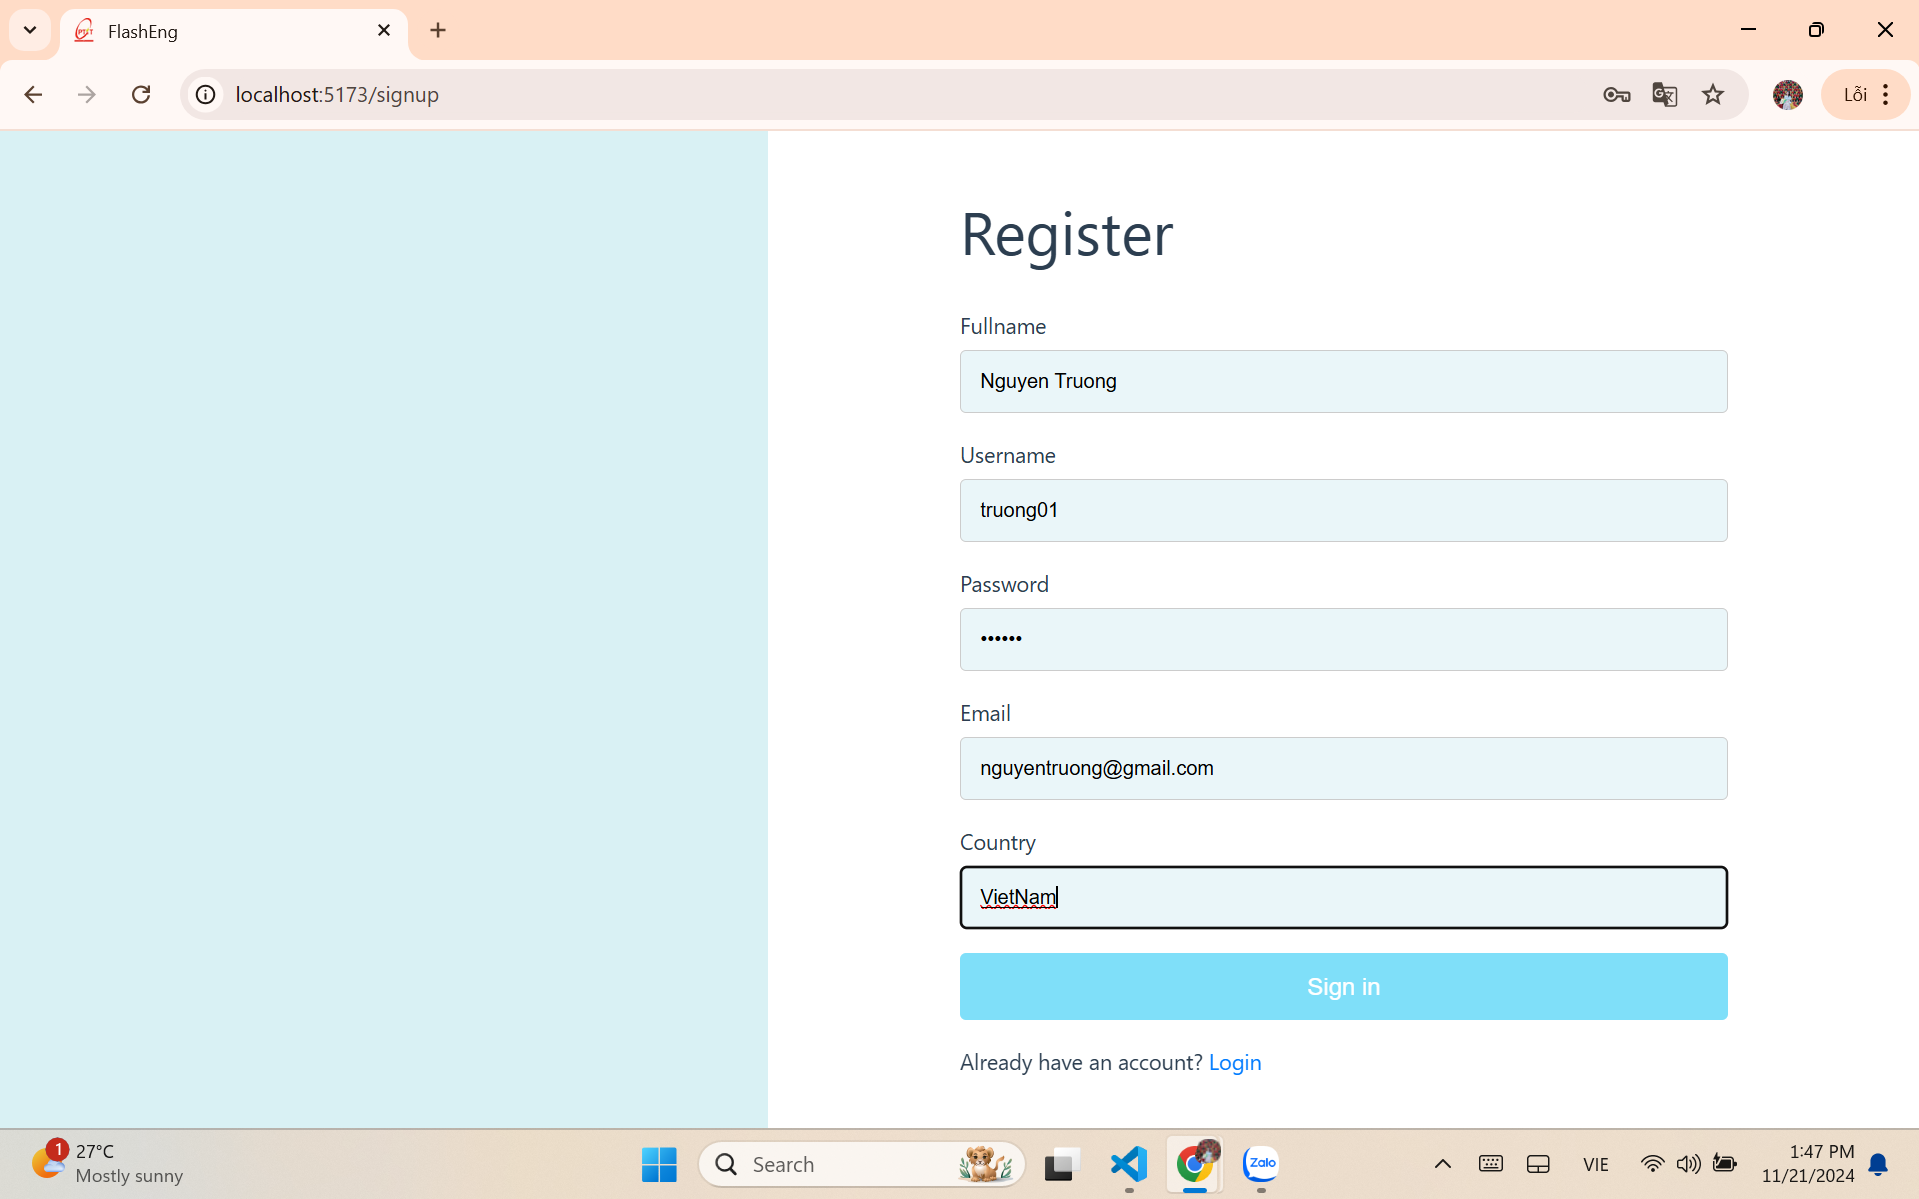 FlashEng
localhost:5173/signup
Lỗi
Register
Fullname
Nguyen Truong
Username
truong01
Password
••••••
Email
nguyentruong@gmail.com
Country
VietNam
Sign in
Already have an account? Login
1
27°C
Mostly sunny
Search
Zalo
VIE
1:47 PM
11/21/2024